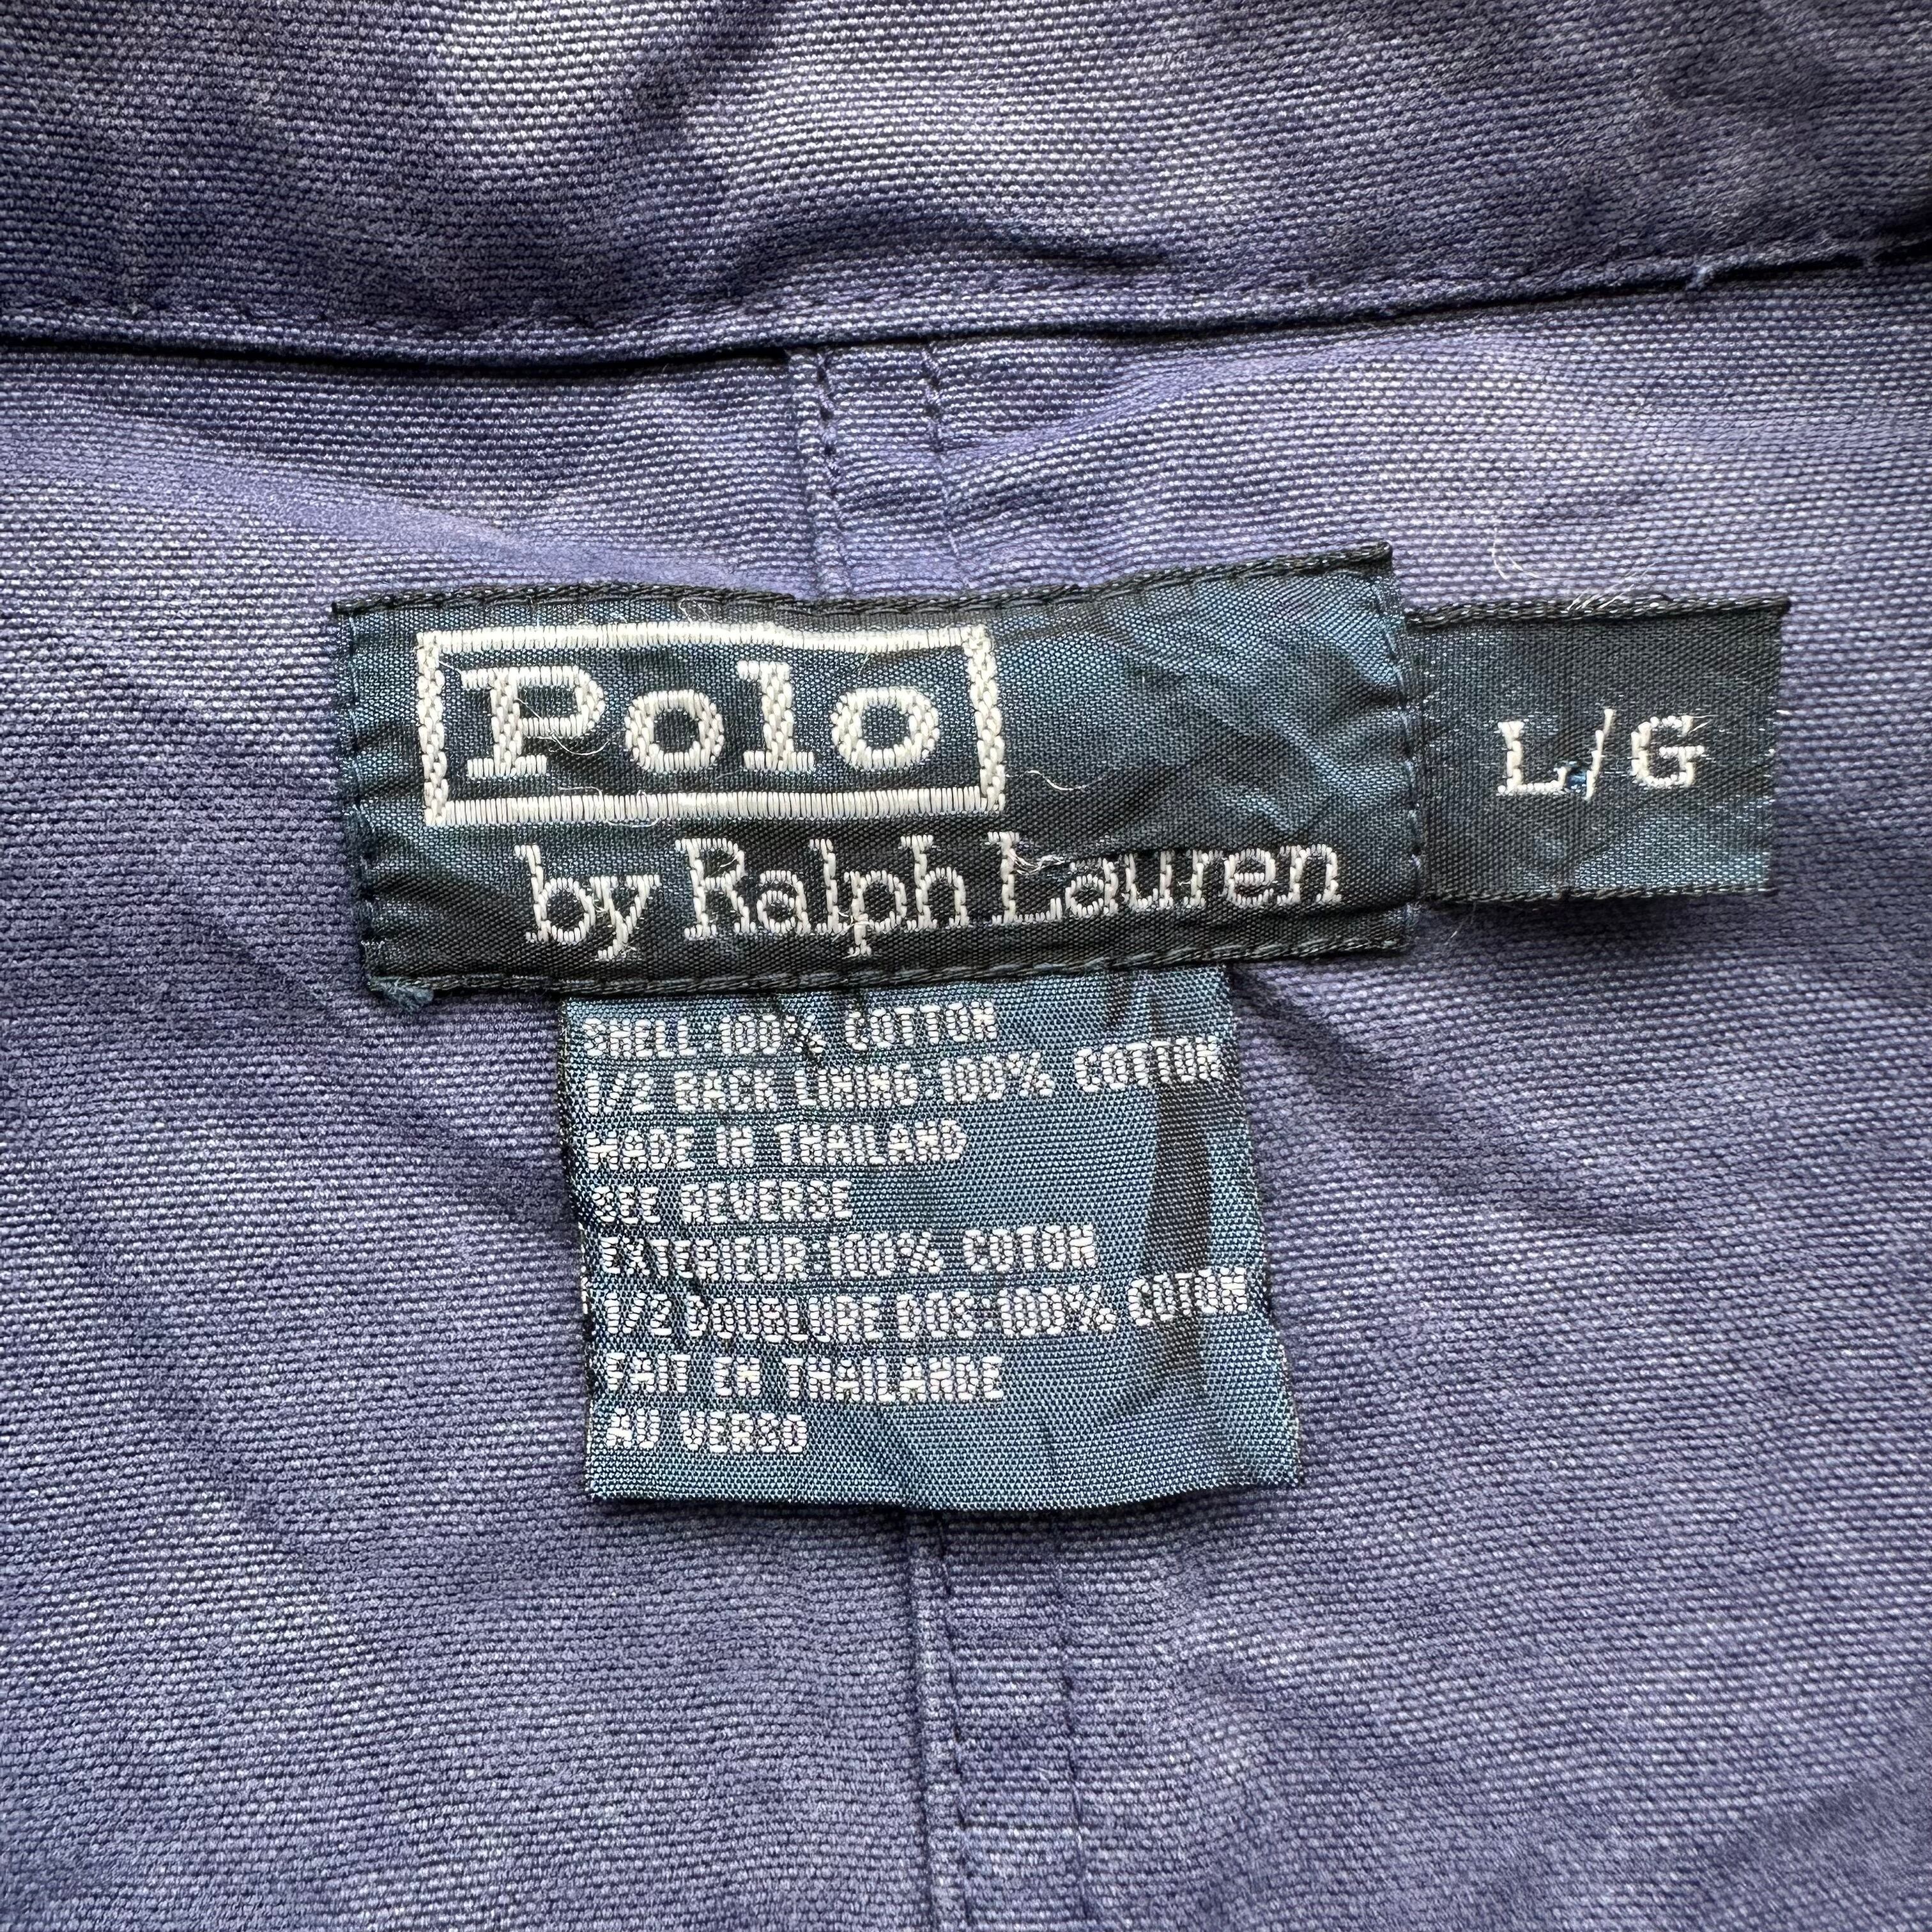 Polo
by Ralph Lauren
L/G
SHELL:100% COTTON
1/2 BACK LINING:100% COTTON
MADE IN THAILAND
SEE REVERSE
EXTERIEUR:100% COTON
1/2 DOUBLURE DOS:100% COTON
FAIT EN THAILANDE
AU VERSO